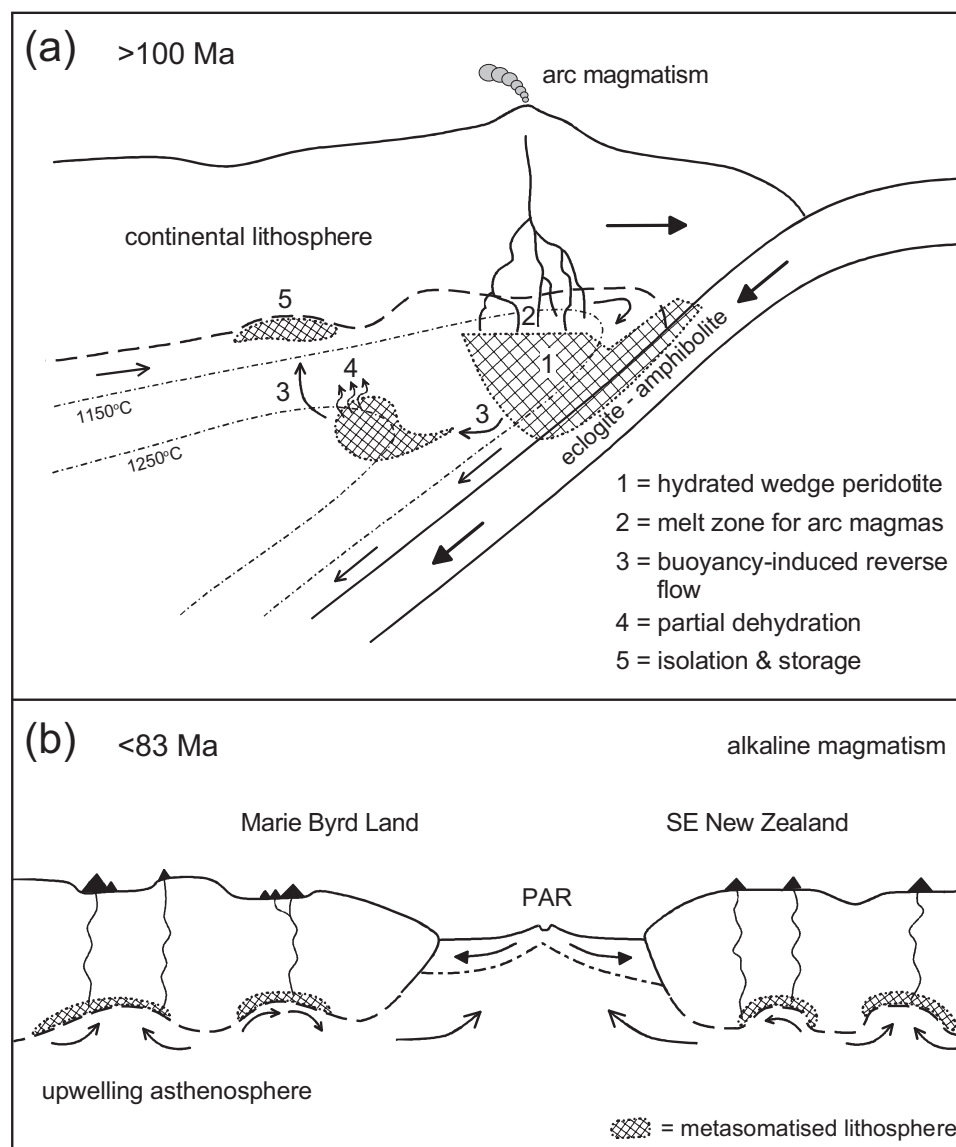 (a) >100 Ma
arc magmatism
continental lithosphere
5
2
1
4
3
3
1150°C
1250°C
eclogite - amphibolite
1 = hydrated wedge peridotite
2 = melt zone for arc magmas
3 = buoyancy-induced reverse
flow
4 = partial dehydration
5 = isolation & storage
(b) <83 Ma
alkaline magmatism
Marie Byrd Land
SE New Zealand
PAR
upwelling asthenosphere
= metasomatised lithosphere